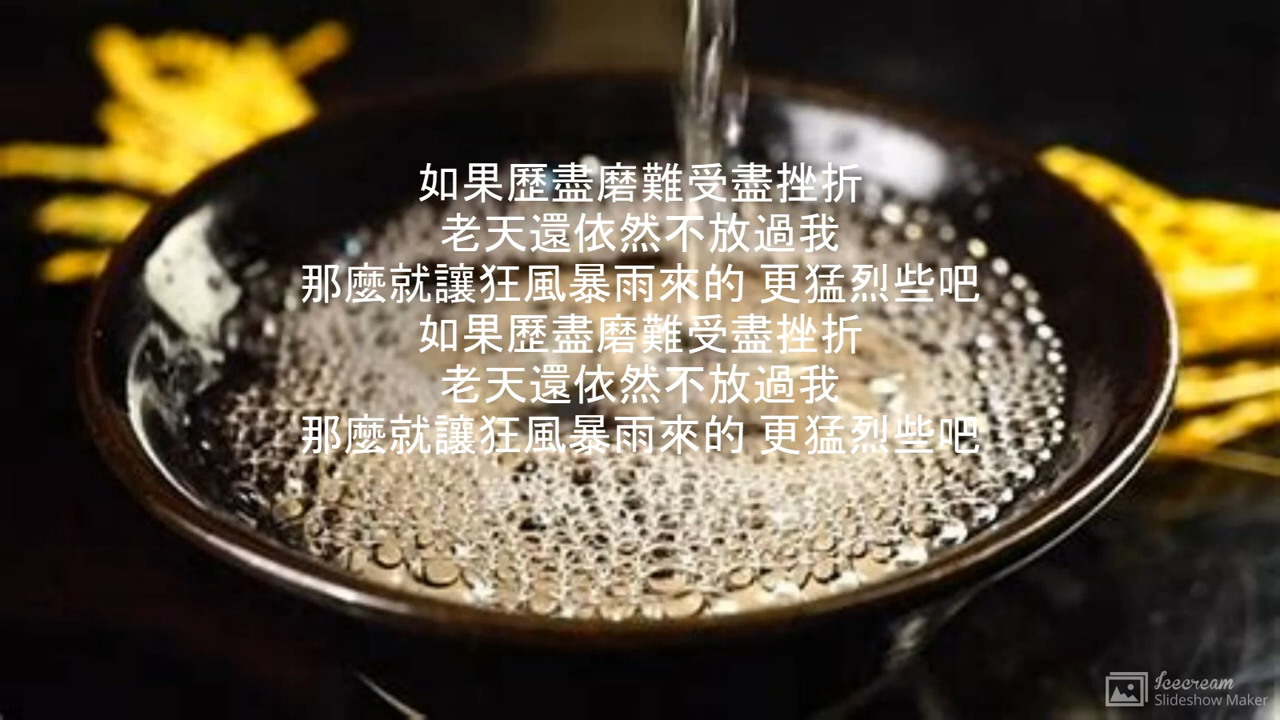 如果歷盡磨難受盡挫折
老天還依然不放過我
那麼就讓狂風暴雨來的 更猛烈些吧
如果歷盡磨難受盡挫折
老天還依然不放過我
那麼就讓狂風暴雨來的 更猛烈些吧
Icecream
Slideshow Maker